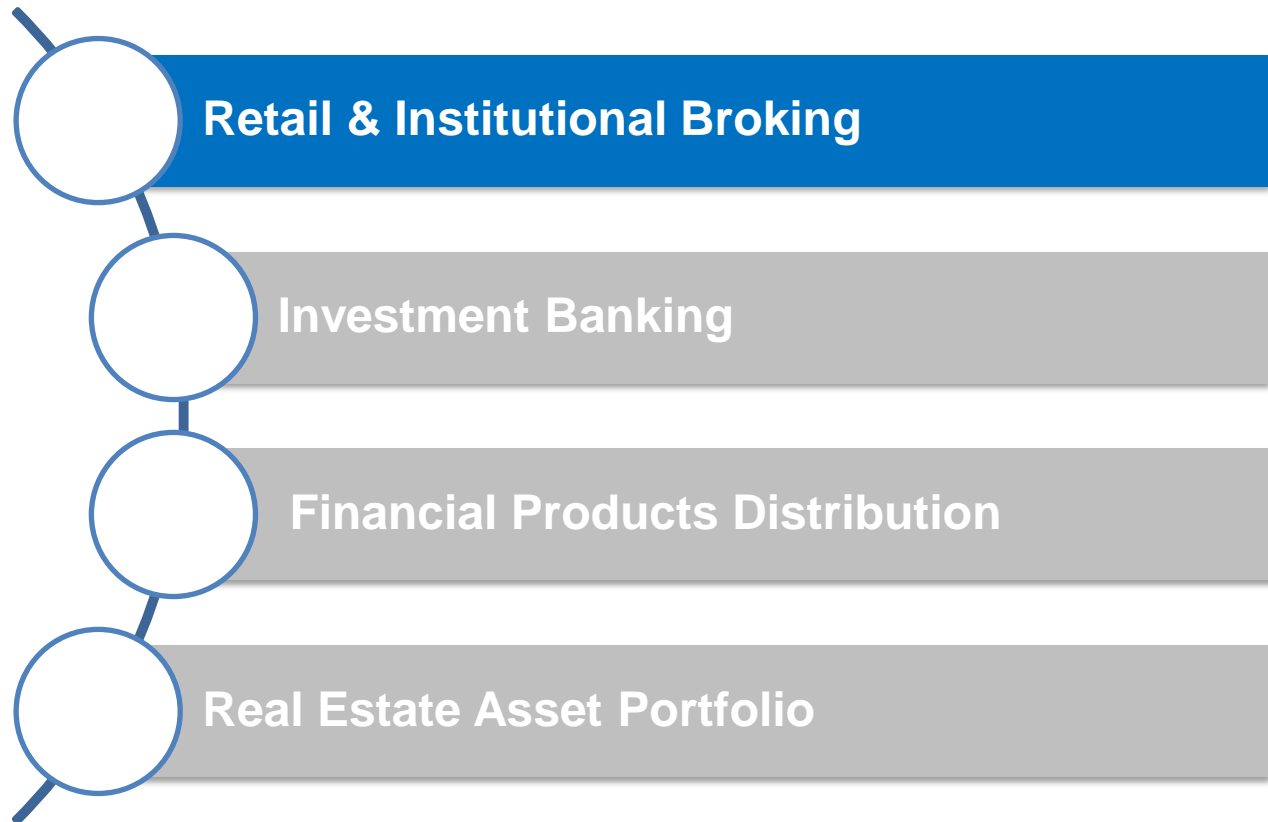 Retail & Institutional Broking
Investment Banking
Financial Products Distribution
Real Estate Asset Portfolio